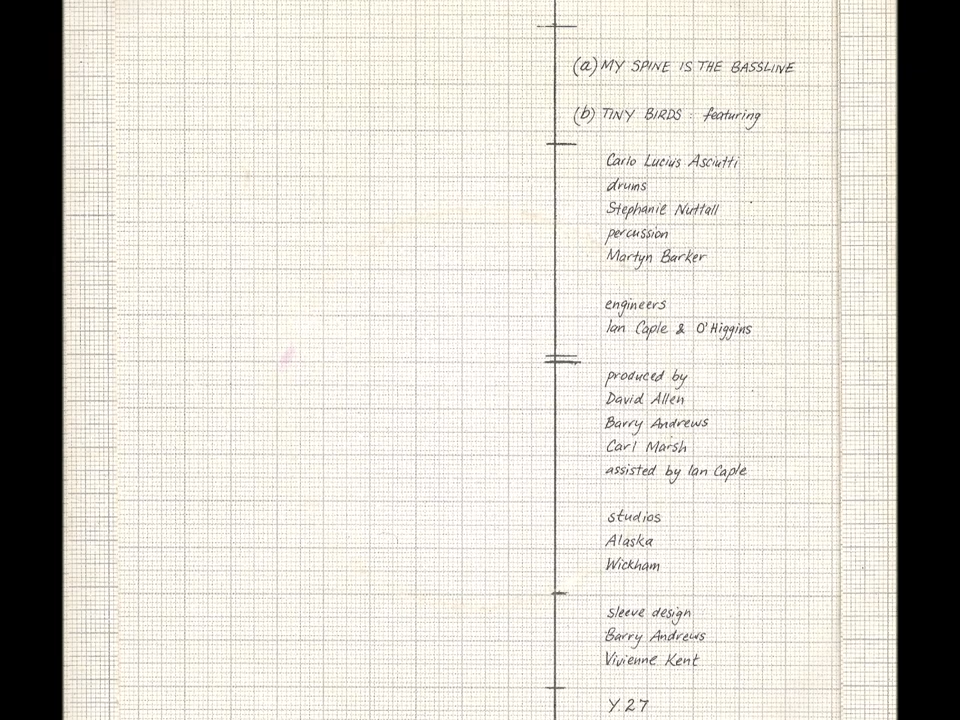 (a) MY SPINE IS THE BASSLINE
(b) TINY BIRDS : featuring
Carlo Lucius Asciutti
drums
Stephanie Nuttall
percussion
Martyn Barker
engineers
Ian Caple & O'Higgins
produced by
David Allen
Barry Andrews
Carl Marsh
assisted by Ian Caple
studios
Alaska
Wickham
sleeve design
Barry Andrews
Vivienne Kent
Y.27